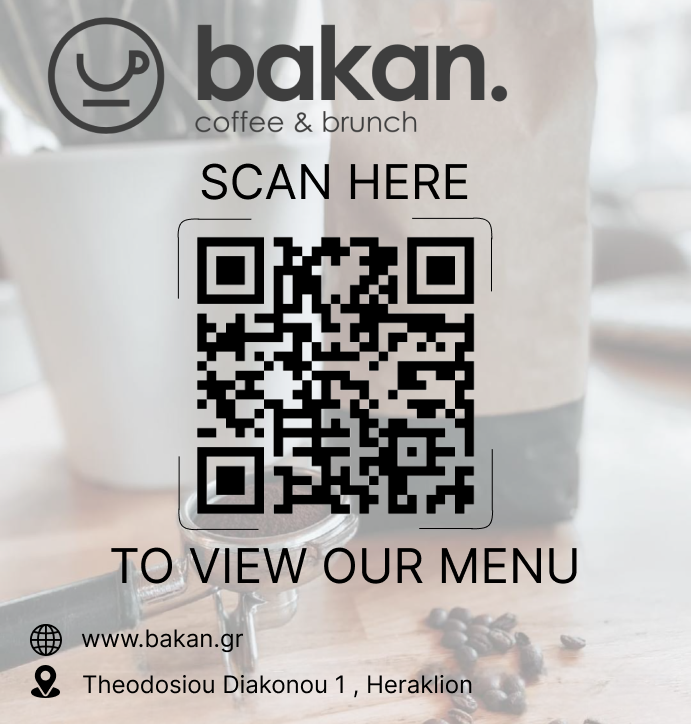 bakan.
coffee & brunch
SCAN HERE
TO VIEW OUR MENU
www.bakan.gr
Theodosiou Diakonou 1 , Heraklion